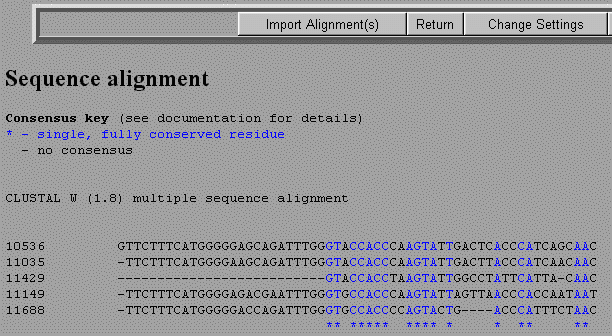 Import Alignment(s) Return Change Settings
Sequence alignment
Consensus key (see documentation for details)
* - single, fully conserved residue
- no consensus
CLUSTAL W (1.8) multiple sequence alignment
10536 GTTCTTTCATGGGGGAGCAGATTTGGGTACCACCCAAGTATTGACTCACCCATCAGCAAC
11035 -TTCTTTCATGGGGAAGCAGATTTGGGTACCACCCAAGTATTGACTTACCCATCAACAAC
11429 --------------------------GTACCACCTAAGTATTGGCCTATTCATTA-CAAC
11149 -TTCTTTCATGGGGAGACGAATTTGGGTGCCACCCAAGTATTAGTTAACCCACCAATAAT
11688 -TTCTTTCATGGGGGACCAGATTTGGGTGCCACCCCAGTACTG----ACCCATTTCTAAC
** ***** **** * * ** **